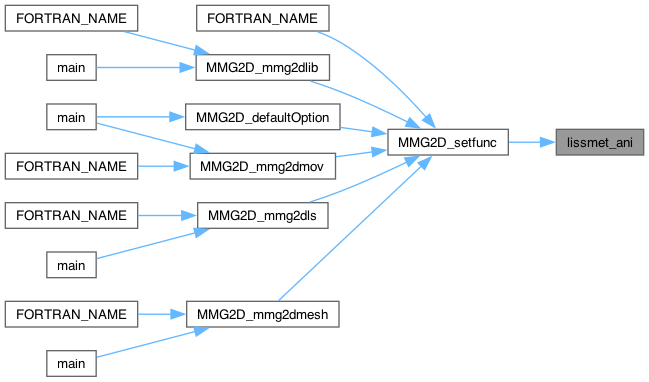 FORTRAN_NAME
FORTRAN_NAME
main
MMG2D_mmg2dlib
main
MMG2D_defaultOption
MMG2D_setfunc
lissmet_ani
FORTRAN_NAME
MMG2D_mmg2dmov
FORTRAN_NAME
MMG2D_mmg2dls
main
FORTRAN_NAME
MMG2D_mmg2dmesh
main